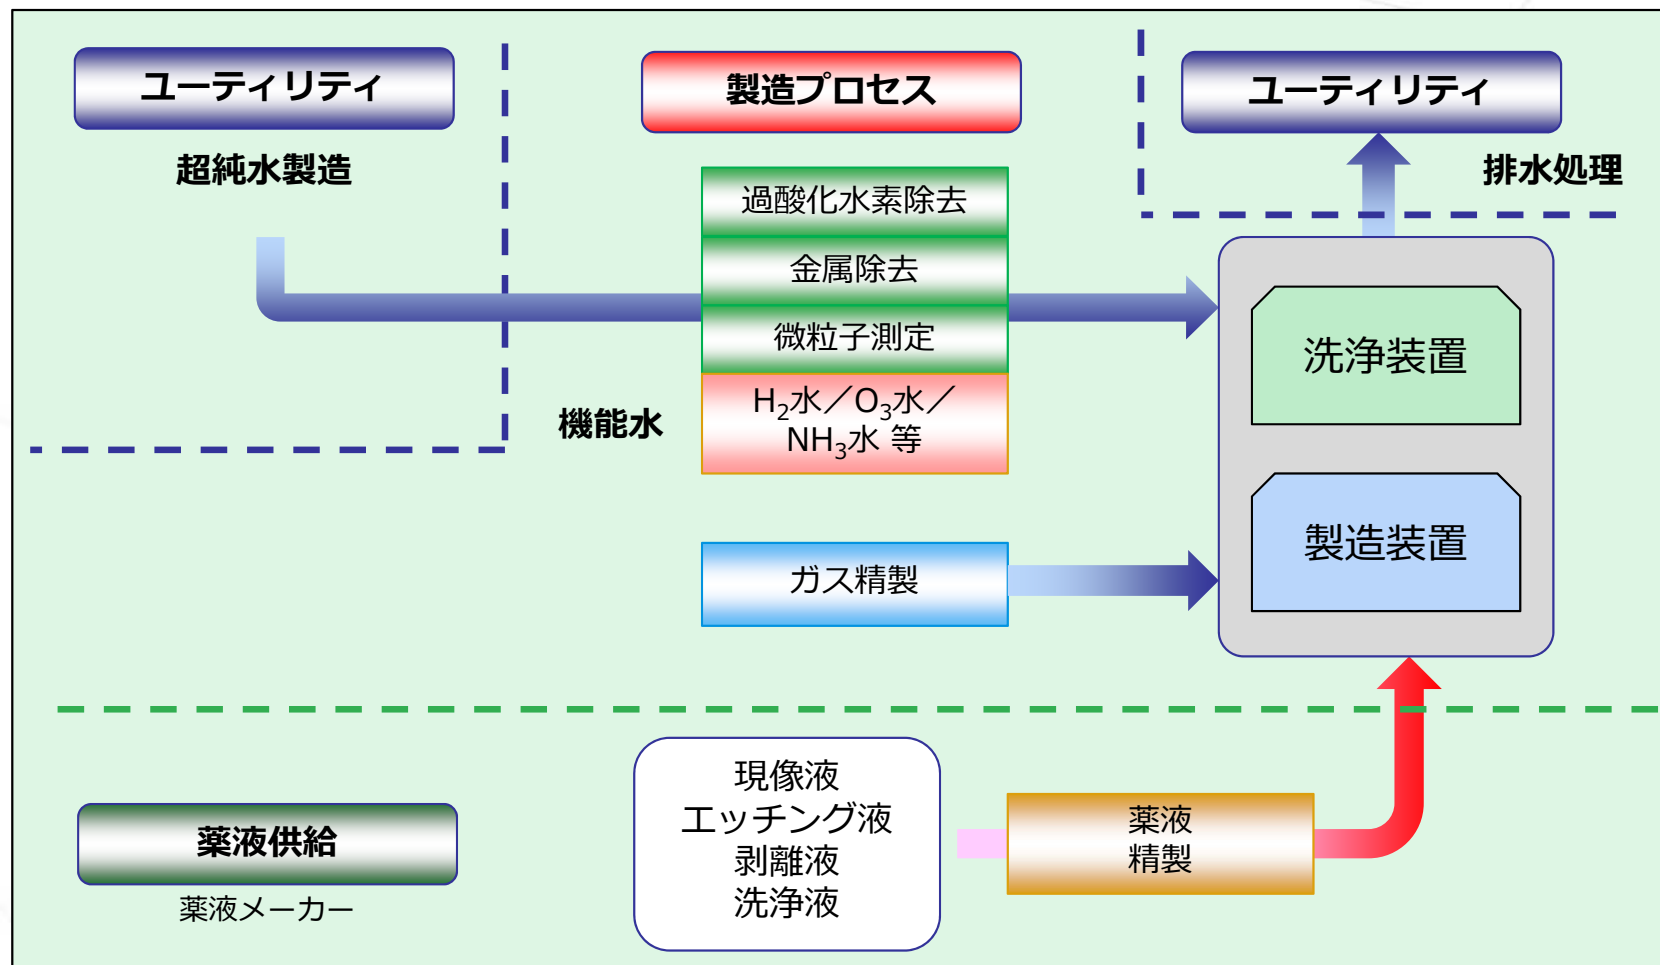 ユーティリティ
超純水製造
製造プロセス
ユーティリティ
排水処理
過酸化水素除去
金属除去
微粒子測定
機能水
H₂水／O₃水／
NH₃水 等
洗浄装置
製造装置
ガス精製
薬液供給
薬液メーカー
現像液
エッチング液
剥離液
洗浄液
薬液
精製